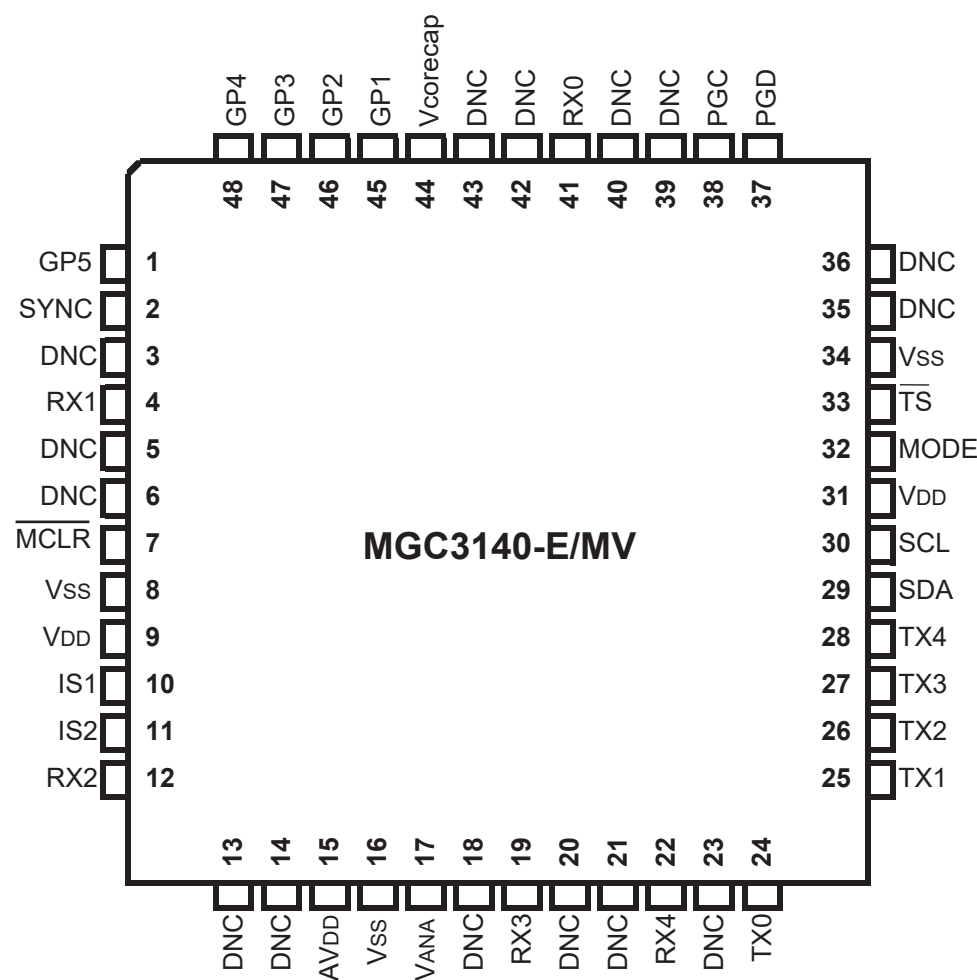 GP4 GP3 GP2 GP1 Vcorecap DNC DNC RX0 DNC DNC PGC PGD
48 47 46 45 44 43 42 41 40 39 38 37
GP5 1 36 DNC
SYNC 2 35 DNC
DNC 3 34 VSS
RX1 4 33 TS
DNC 5 32 MODE
DNC 6 31 VDD
MCLR 7 MGC3140-E/MV 30 SCL
VSS 8 29 SDA
VDD 9 28 TX4
IS1 10 27 TX3
IS2 11 26 TX2
RX2 12 25 TX1
13 14 15 16 17 18 19 20 21 22 23 24
DNC DNC AVDD VSS VANA DNC RX3 DNC DNC RX4 DNC TX0